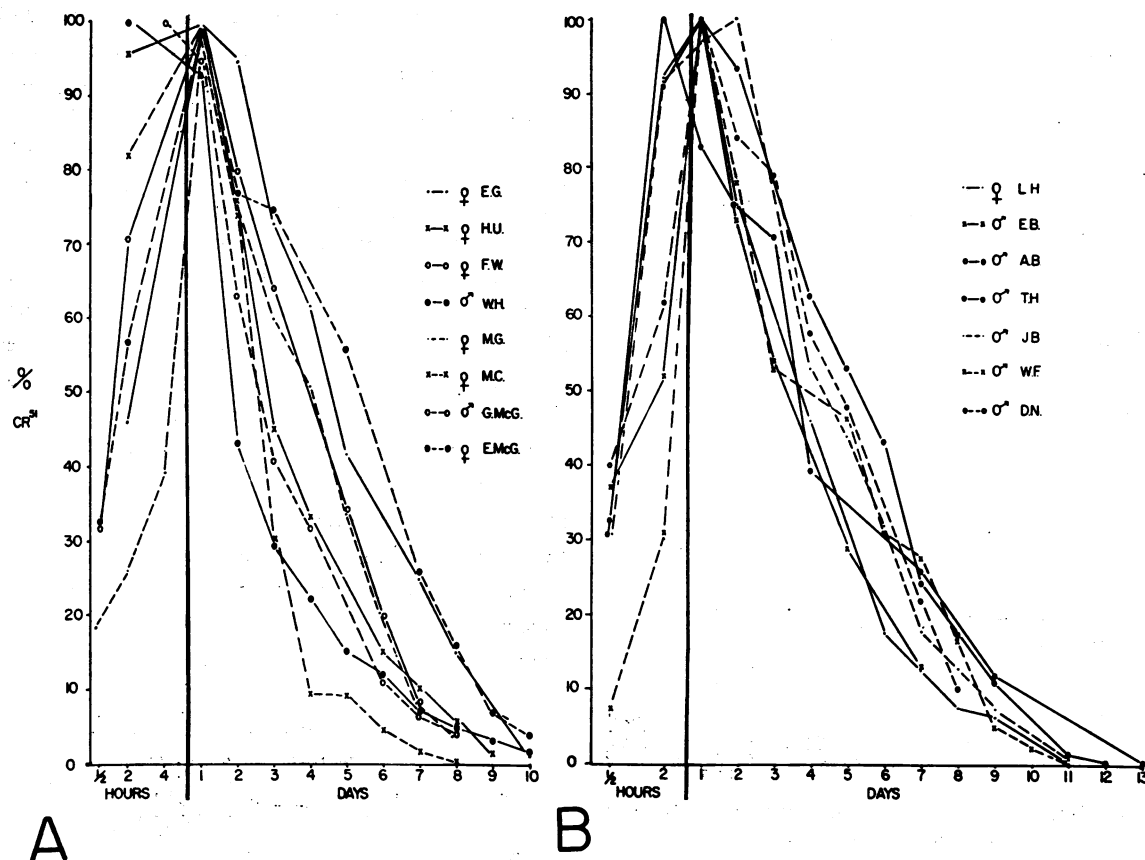 100
90
80
70
60
50
40
30
20
10
0
%
CR⁵¹
½ 2 4 1 2 3 4 5 6 7 8 9 10
HOURS DAYS
♀ E.G.
x—x ♀ H.U.
o—o ♀ F.W.
•—• ♂ W.H.
♀ M.G.
x--x ♀ M.C.
o--o ♂ G.McG.
•--• ♀ E.McG.
A
100
90
80
70
60
50
40
30
20
10
0
½ 2 1 2 3 4 5 6 7 8 9 10 11 12 13
HOURS DAYS
♀ L.H
x—x ♂ E.B.
•—• ♂ A.B
•—• ♂ T.H
♂ J.B
x--x ♂ W.F.
•--• ♂ D.N.
B